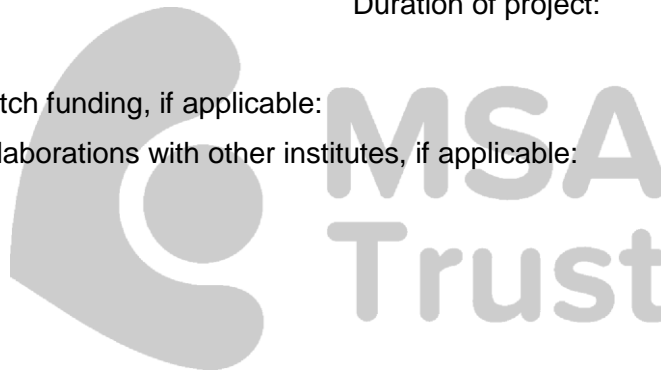 Duration of project:
tch funding, if applicable:
laborations with other institutes, if applicable:
MSA
Trust